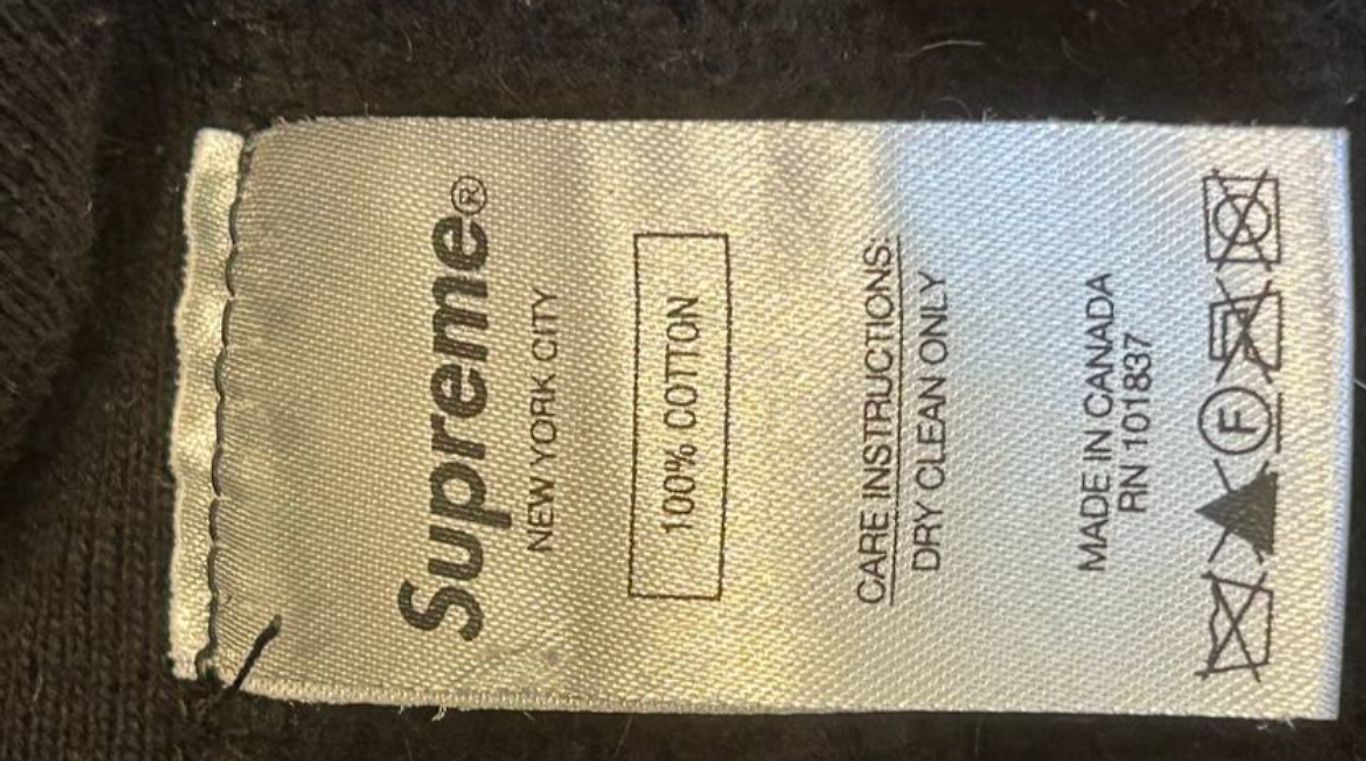 Supreme®
NEW YORK CITY
100% COTTON
CARE INSTRUCTIONS:
DRY CLEAN ONLY
MADE IN CANADA
RN 101837
F